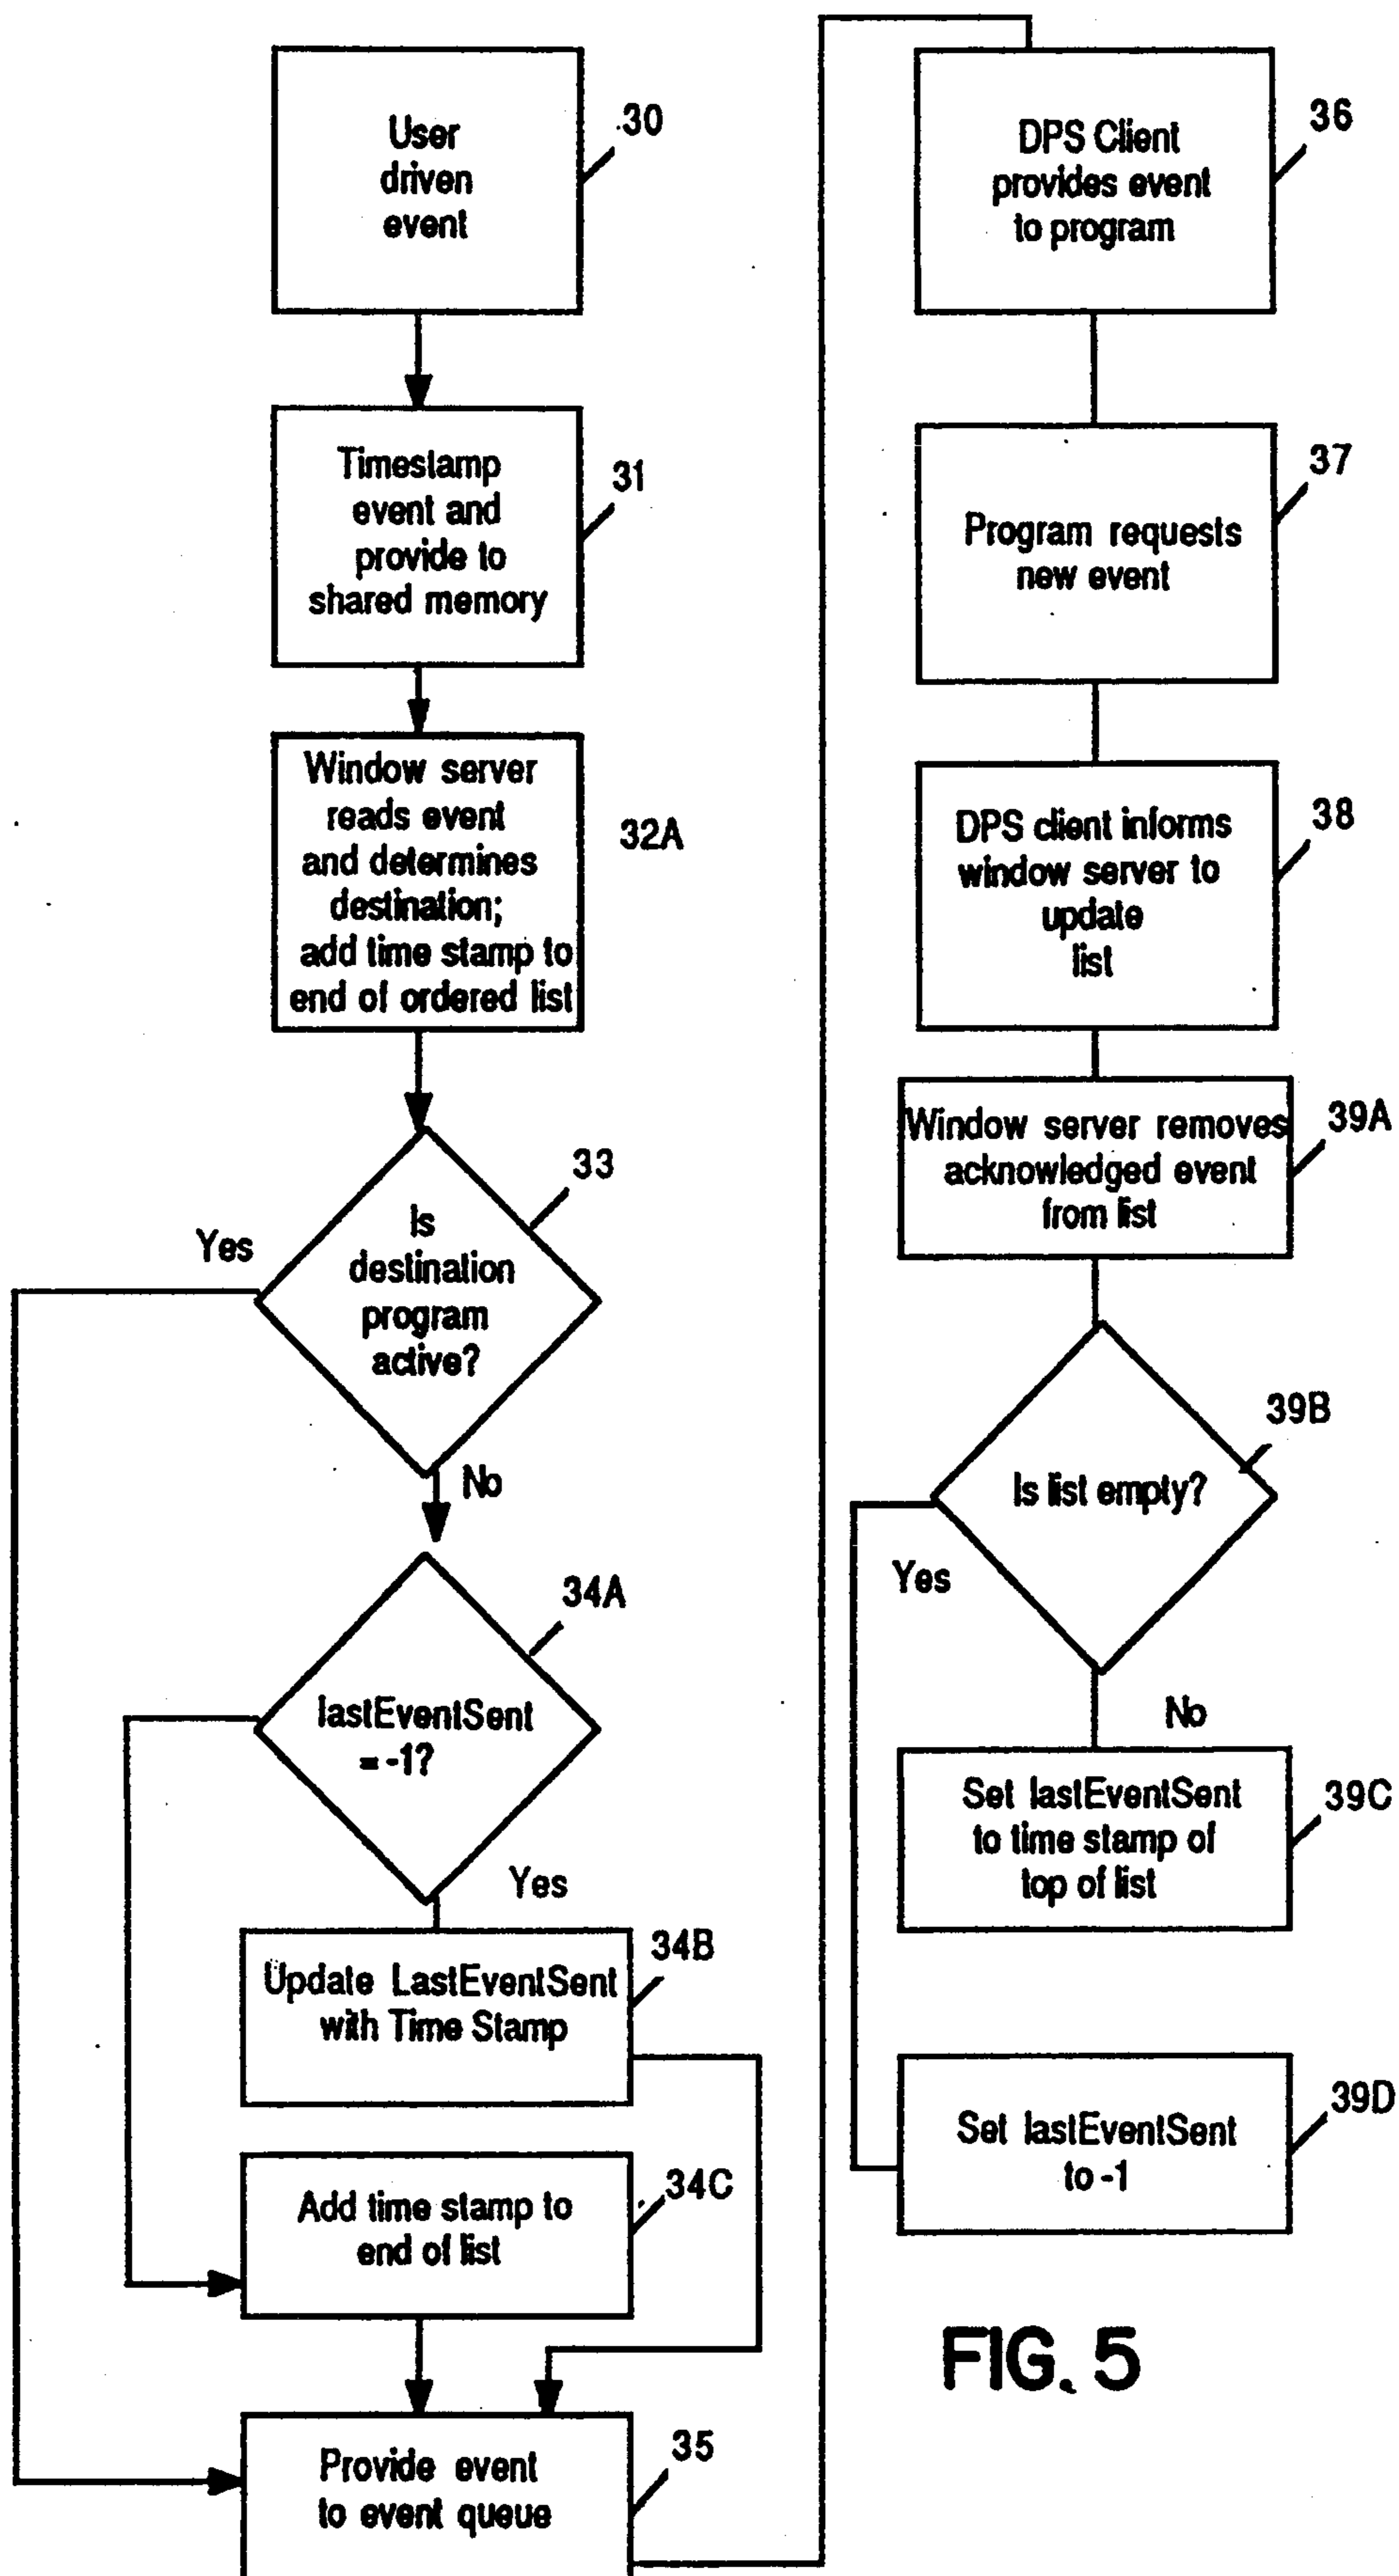 User
driven
event
30
Timestamp
event and
provide to
shared memory
31
Window server
reads event
and determines
destination;
add time stamp to
end of ordered list
32A
Is
destination
program
active?
33
Yes
No
lastEventSent
= -1?
34A
Yes
Update LastEventSent
with Time Stamp
34B
Add time stamp to
end of list
34C
Provide event
to event queue
35
DPS Client
provides event
to program
36
Program requests
new event
37
DPS client informs
window server to
update
list
38
Window server removes
acknowledged event
from list
39A
Is list empty?
39B
Yes
No
Set lastEventSent
to time stamp of
top of list
39C
Set lastEventSent
to -1
39D
FIG. 5